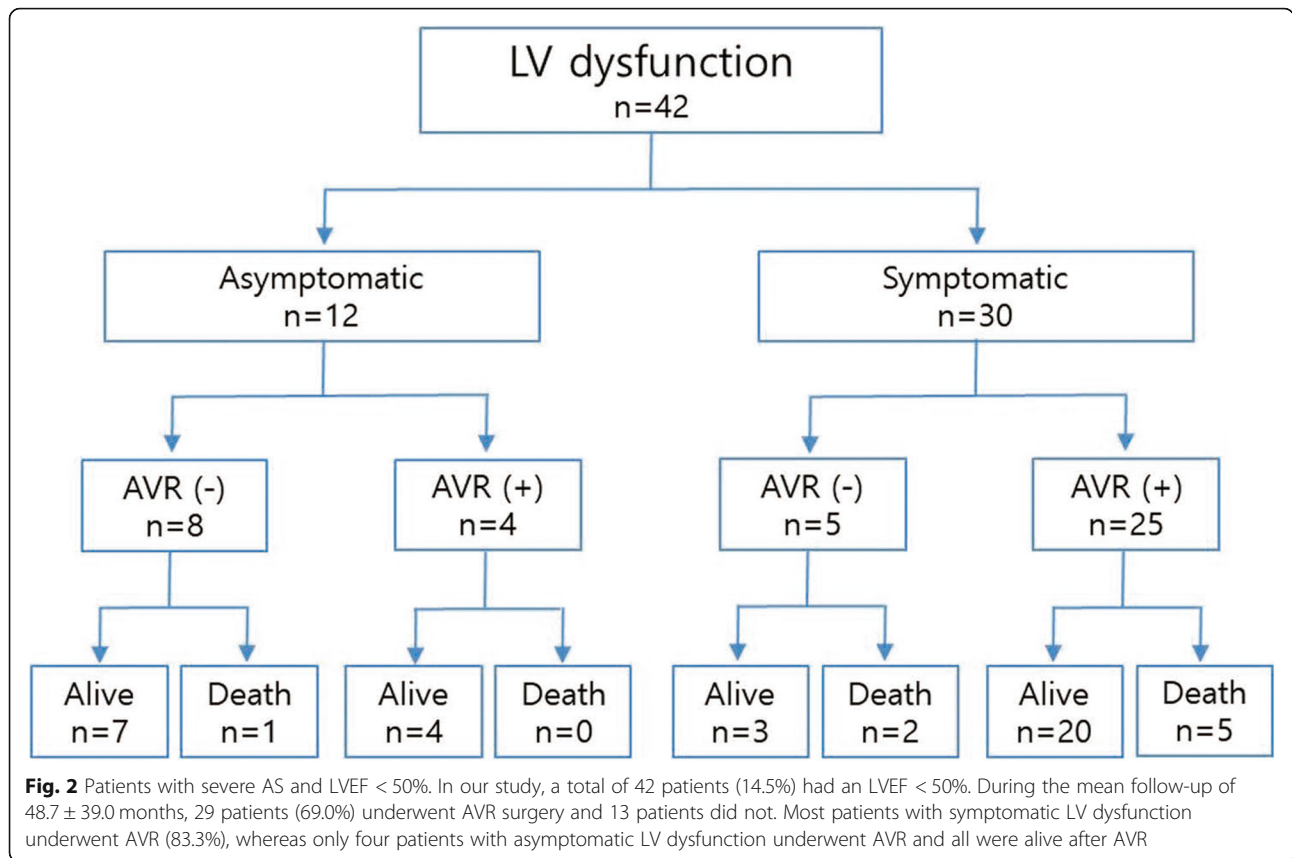 LV dysfunction
n=42
Asymptomatic
n=12
Symptomatic
n=30
AVR (-)
n=8
AVR (+)
n=4
AVR (-)
n=5
AVR (+)
n=25
Alive
n=7
Death
n=1
Alive
n=4
Death
n=0
Alive
n=3
Death
n=2
Alive
n=20
Death
n=5
Fig. 2 Patients with severe AS and LVEF < 50%. In our study, a total of 42 patients (14.5%) had an LVEF < 50%. During the mean follow-up of
48.7 ± 39.0 months, 29 patients (69.0%) underwent AVR surgery and 13 patients did not. Most patients with symptomatic LV dysfunction
underwent AVR (83.3%), whereas only four patients with asymptomatic LV dysfunction underwent AVR and all were alive after AVR